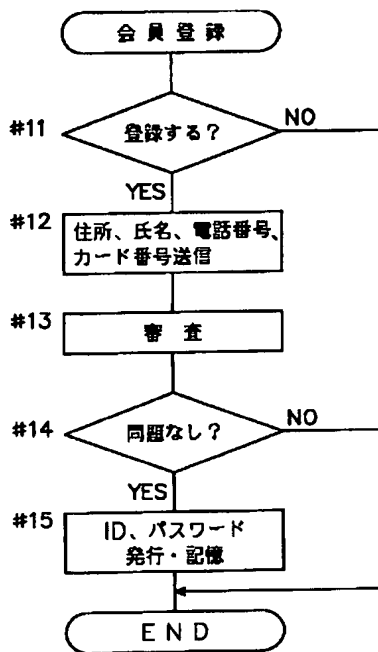 会員登録
#11
登録する？
NO
YES
#12
住所、氏名、電話番号、
カード番号送信
#13
審査
#14
問題なし？
NO
YES
#15
ID、パスワード
発行・記憶
END